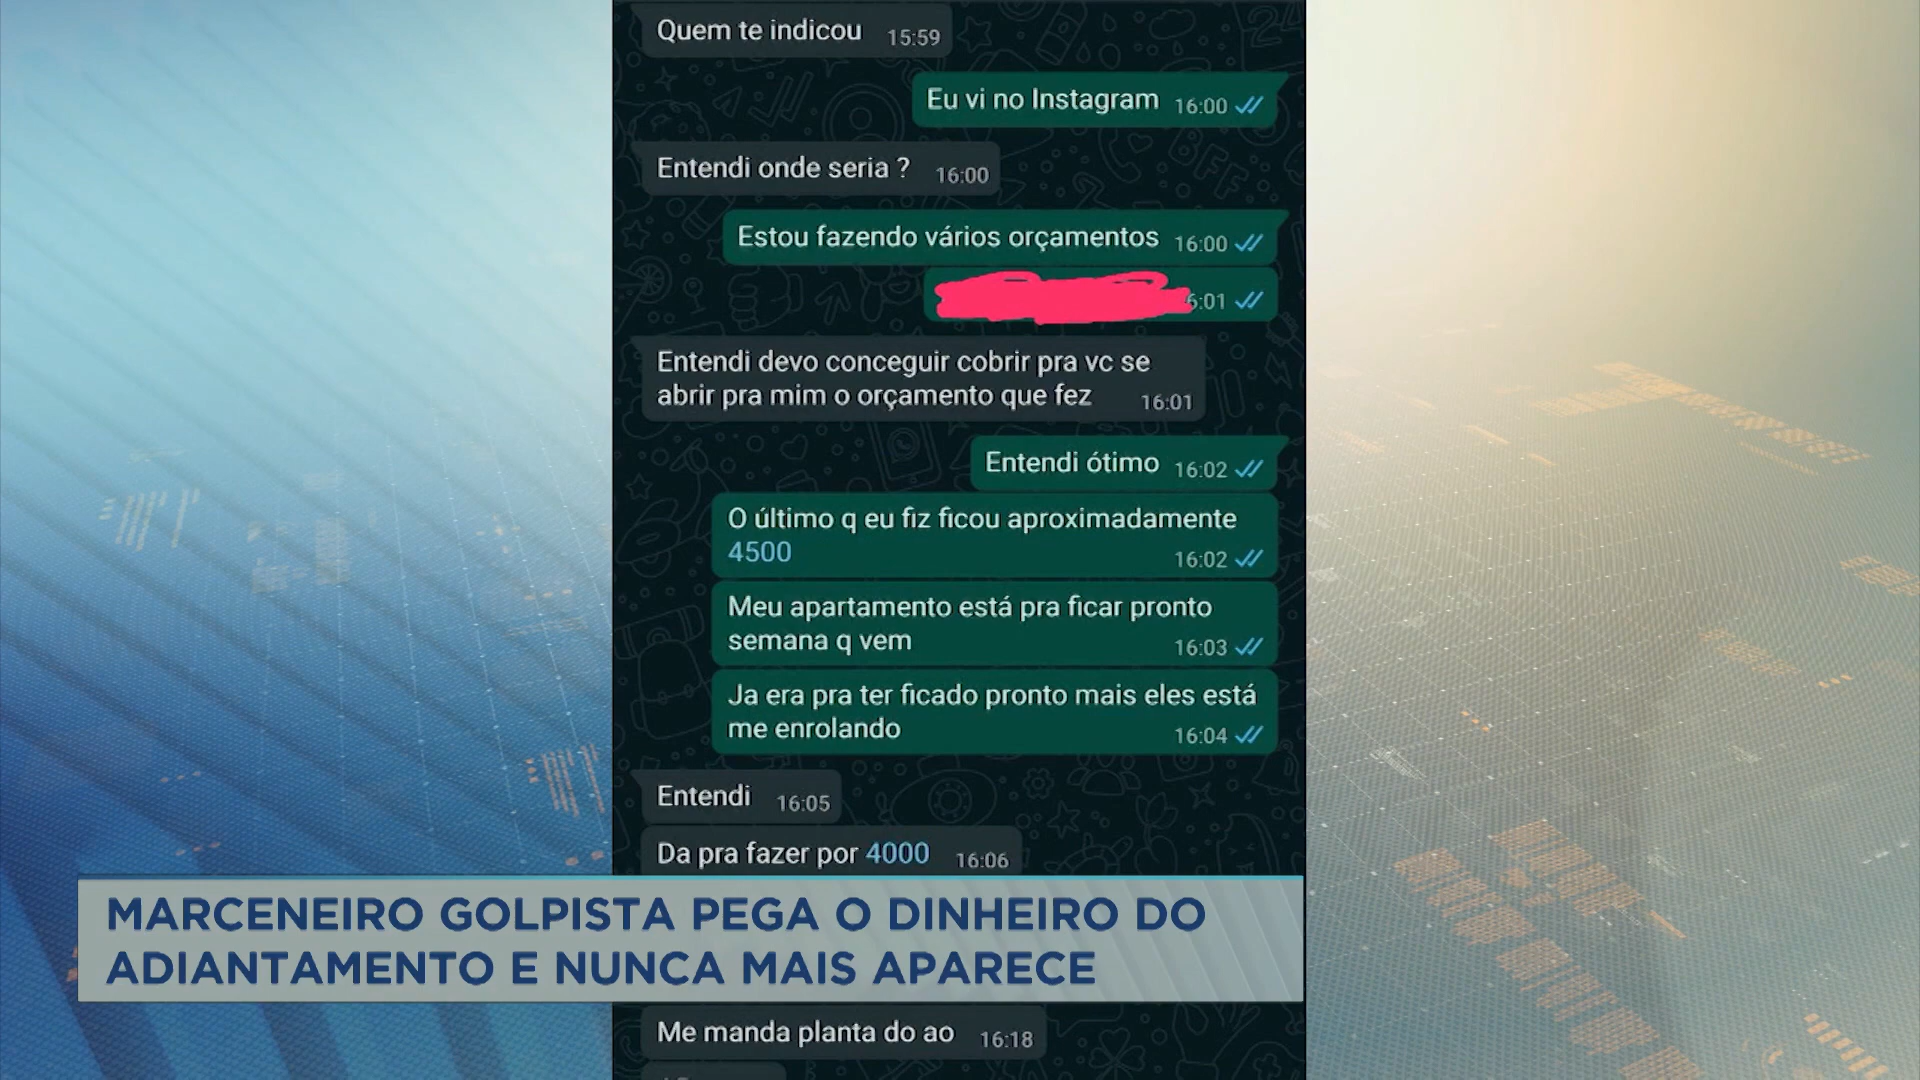 Quem te indicou 15:59
Eu vi no Instagram 16:00
Entendi onde seria ? 16:00
Estou fazendo vários orçamentos 16:00
6:01
Entendi devo conceguir cobrir pra vc se
abrir pra mim o orçamento que fez 16:01
Entendi ótimo 16:02
O último q eu fiz ficou aproximadamente
4500 16:02
Meu apartamento está pra ficar pronto
semana q vem 16:03
Ja era pra ter ficado pronto mais eles está
me enrolando 16:04
Entendi 16:05
Da pra fazer por 4000 16:06
MARCENEIRO GOLPISTA PEGA O DINHEIRO DO
ADIANTAMENTO E NUNCA MAIS APARECE
Me manda planta do ao 16:18